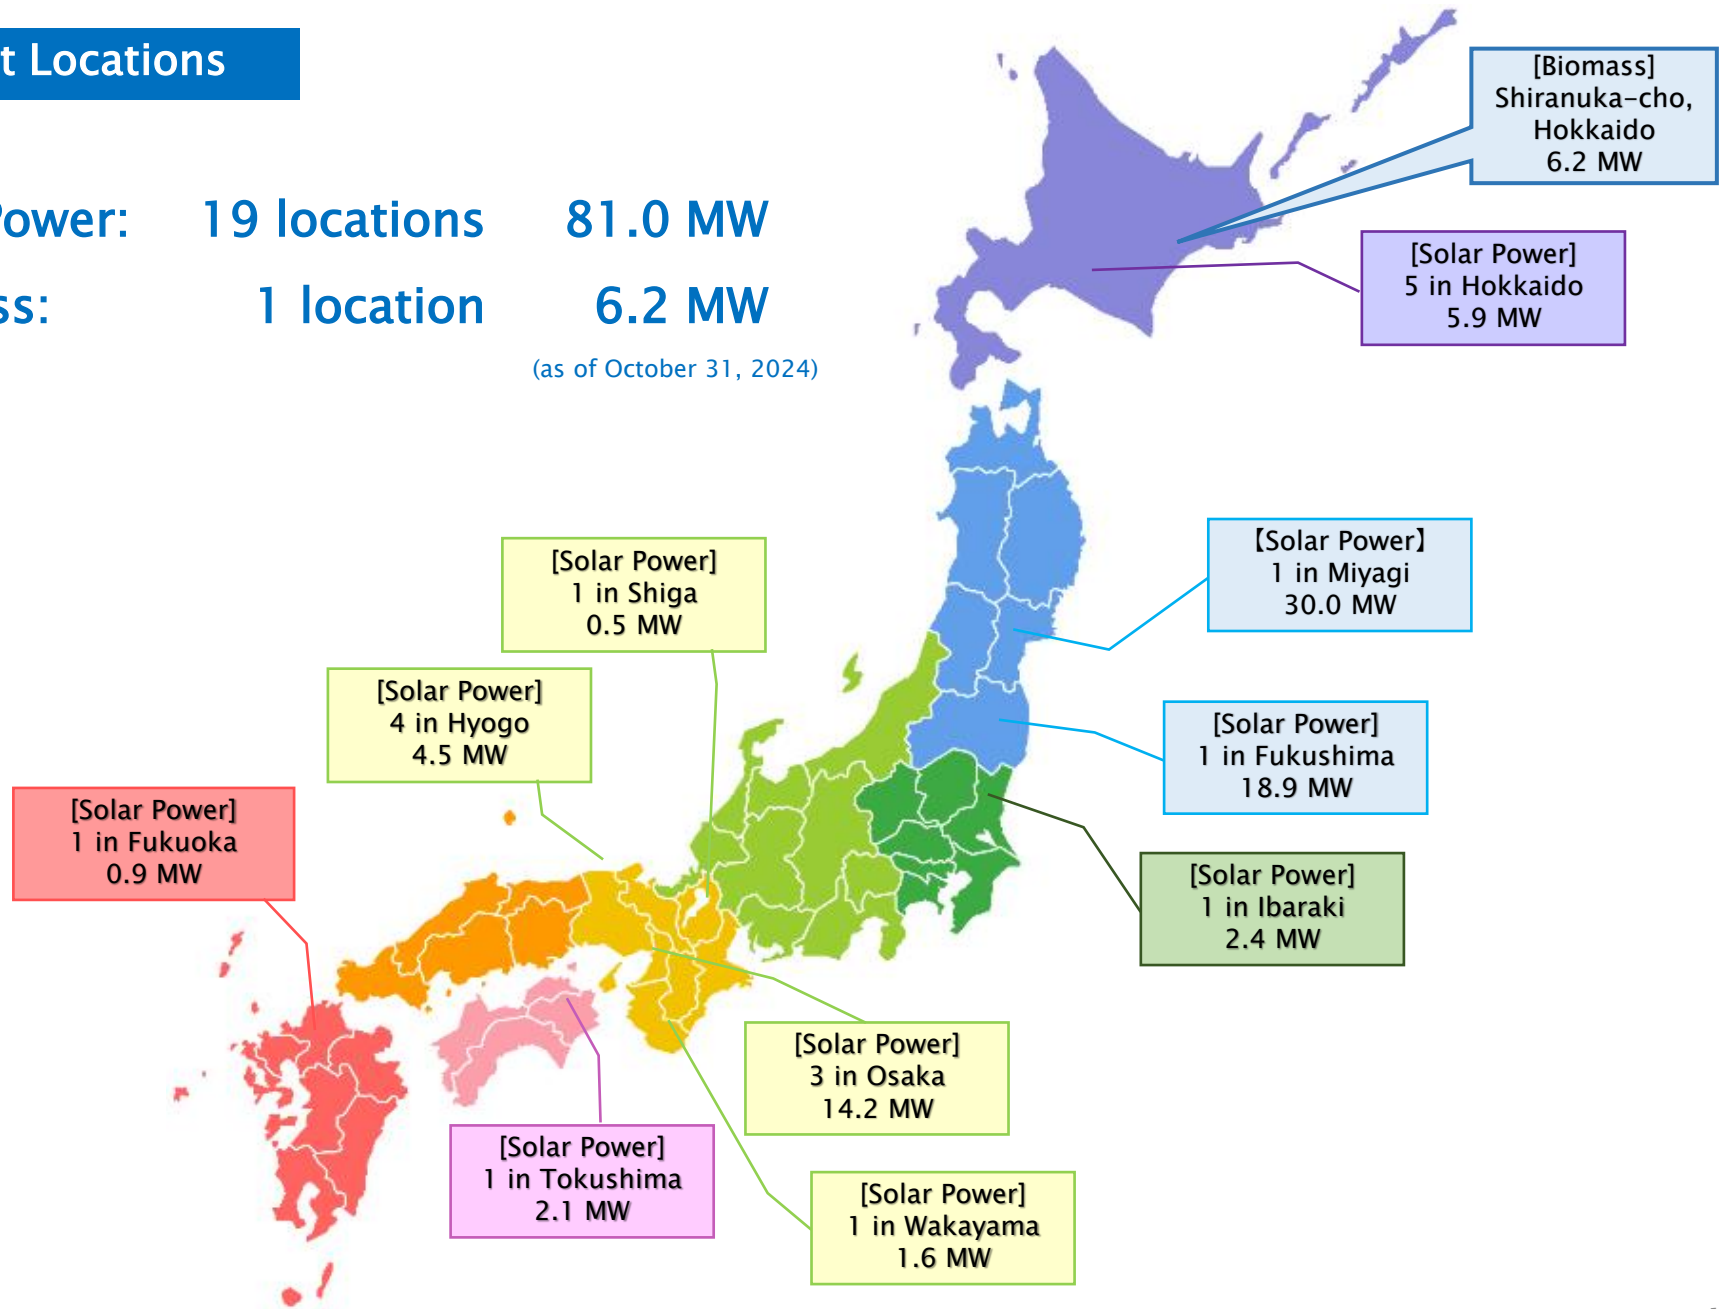 t Locations
Power: 19 locations 81.0 MW
ss: 1 location 6.2 MW
(as of October 31, 2024)
[Biomass]
Shiranuka-cho,
Hokkaido
6.2 MW
[Solar Power]
5 in Hokkaido
5.9 MW
【Solar Power】
1 in Miyagi
30.0 MW
[Solar Power]
1 in Shiga
0.5 MW
[Solar Power]
4 in Hyogo
4.5 MW
[Solar Power]
1 in Fukushima
18.9 MW
[Solar Power]
1 in Fukuoka
0.9 MW
[Solar Power]
1 in Ibaraki
2.4 MW
[Solar Power]
3 in Osaka
14.2 MW
[Solar Power]
1 in Tokushima
2.1 MW
[Solar Power]
1 in Wakayama
1.6 MW